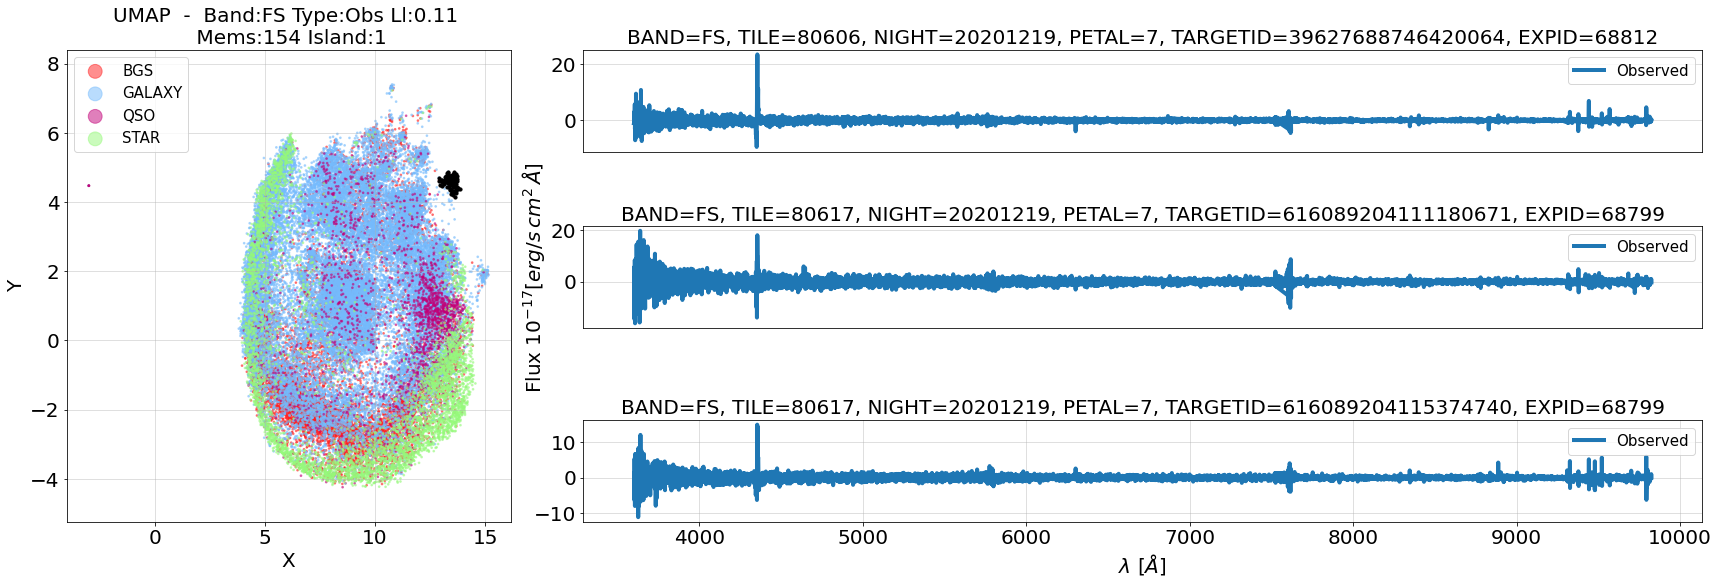 UMAP - Band:FS Type:Obs Ll:0.11
Mems:154 Island:1
BGS
GALAXY
QSO
STAR
8
6
4
2
0
−2
−4
Y
0
5
10
15
X
BAND=FS, TILE=80606, NIGHT=20201219, PETAL=7, TARGETID=39627688746420064, EXPID=68812
Observed
20
0
BAND=FS, TILE=80617, NIGHT=20201219, PETAL=7, TARGETID=616089204111180671, EXPID=68799
Observed
20
0
Flux 10⁻¹⁷[erg/s cm² Å]
BAND=FS, TILE=80617, NIGHT=20201219, PETAL=7, TARGETID=616089204115374740, EXPID=68799
Observed
10
0
−10
4000
5000
6000
7000
8000
9000
10000
λ [Å]